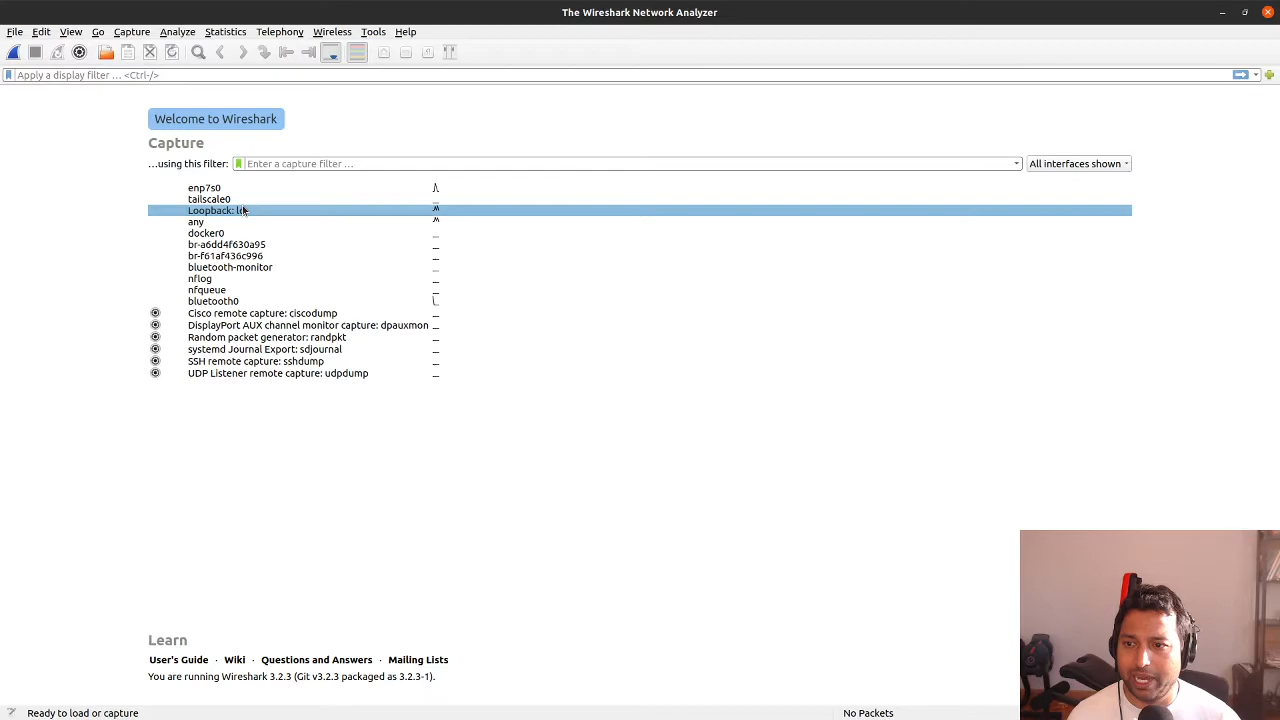 The Wireshark Network Analyzer
File Edit View Go Capture Analyze Statistics Telephony Wireless Tools Help
Apply a display filter … <Ctrl-/>
Welcome to Wireshark
Capture
…using this filter: Enter a capture filter … All interfaces shown
enp7s0
tailscale0
Loopback:
any
docker0
br-a6dd4f630a95
br-f61af436c996
bluetooth-monitor
nflog
nfqueue
bluetooth0
Cisco remote capture: ciscodump
DisplayPort AUX channel monitor capture: dpauxmon
Random packet generator: randpkt
systemd Journal Export: sdjournal
SSH remote capture: sshdump
UDP Listener remote capture: udpdump
Learn
User's Guide · Wiki · Questions and Answers · Mailing Lists
You are running Wireshark 3.2.3 (Git v3.2.3 packaged as 3.2.3-1).
Ready to load or capture No Packets